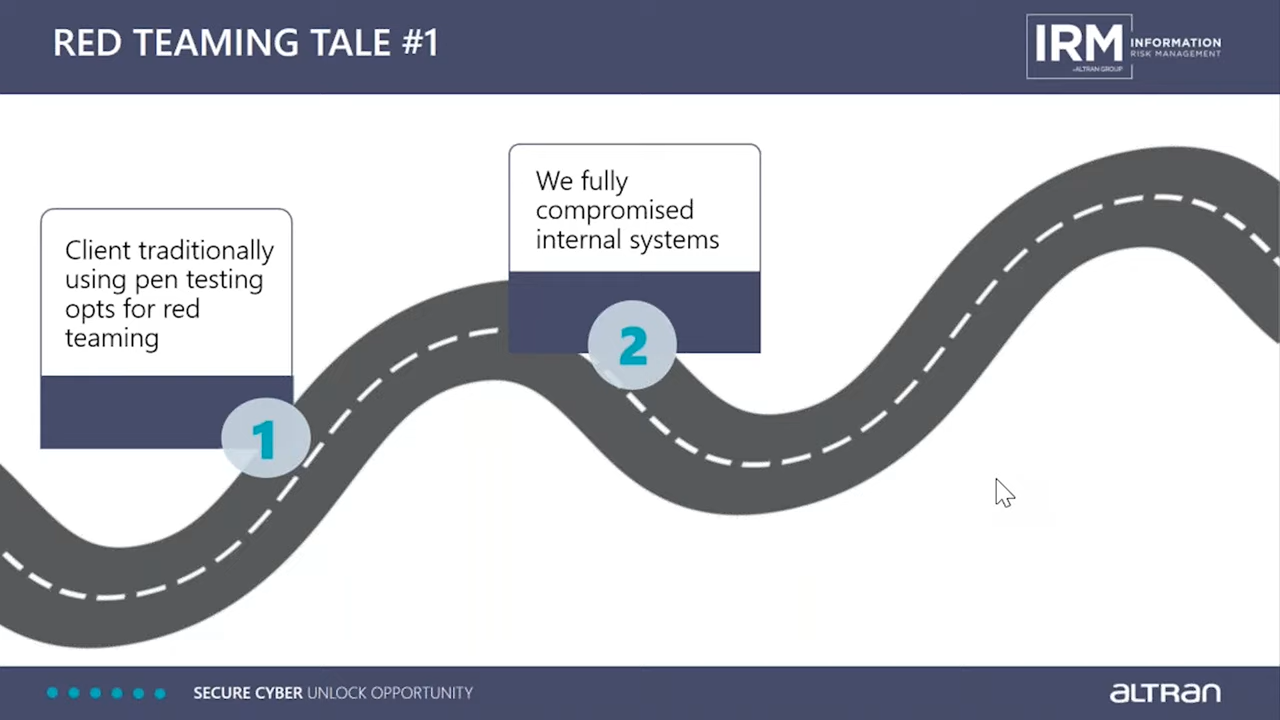 RED TEAMING TALE #1
IRM INFORMATION
RISK MANAGEMENT
ALTRAN GROUP
We fully
compromised
internal systems
Client traditionally
using pen testing
opts for red
teaming
2
1
SECURE CYBER UNLOCK OPPORTUNITY
ALTRAN